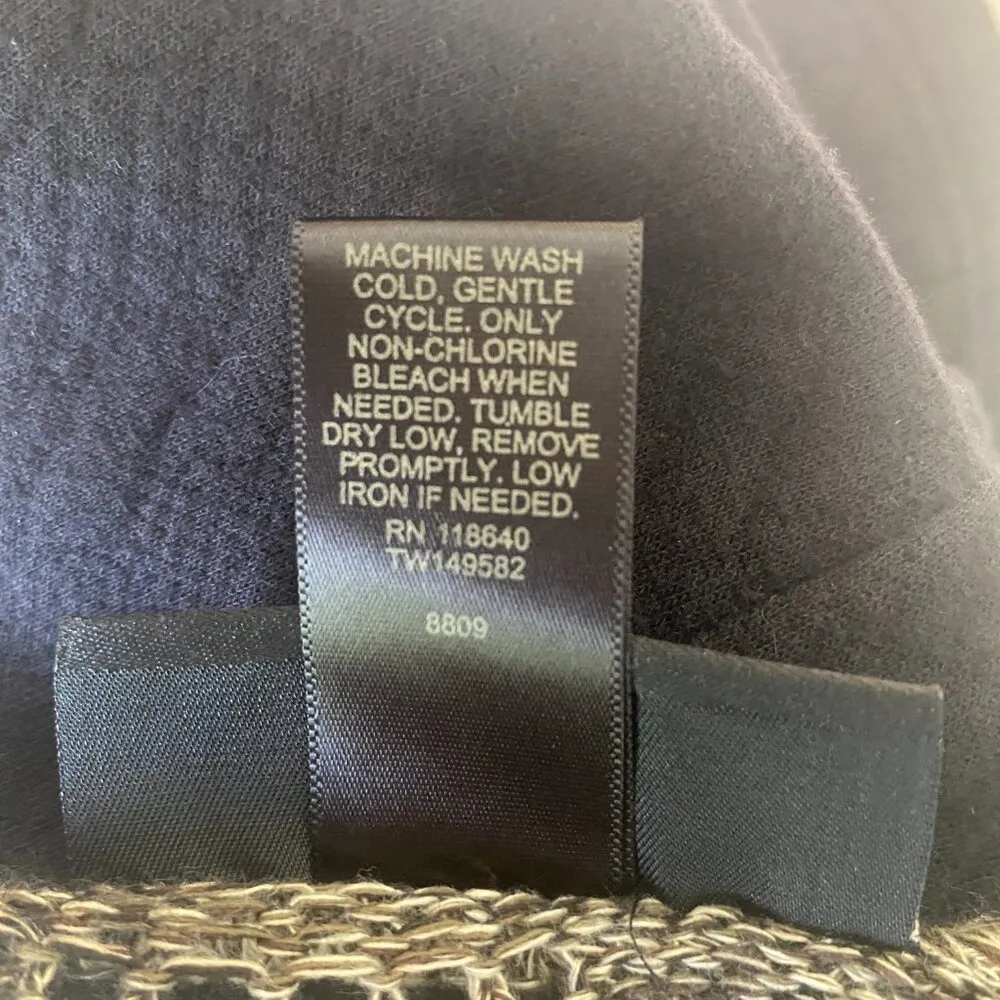 MACHINE WASH
COLD, GENTLE
CYCLE. ONLY
NON-CHLORINE
BLEACH WHEN
NEEDED. TUMBLE
DRY LOW, REMOVE
PROMPTLY. LOW
IRON IF NEEDED.
RN 118640
TW149582
8809